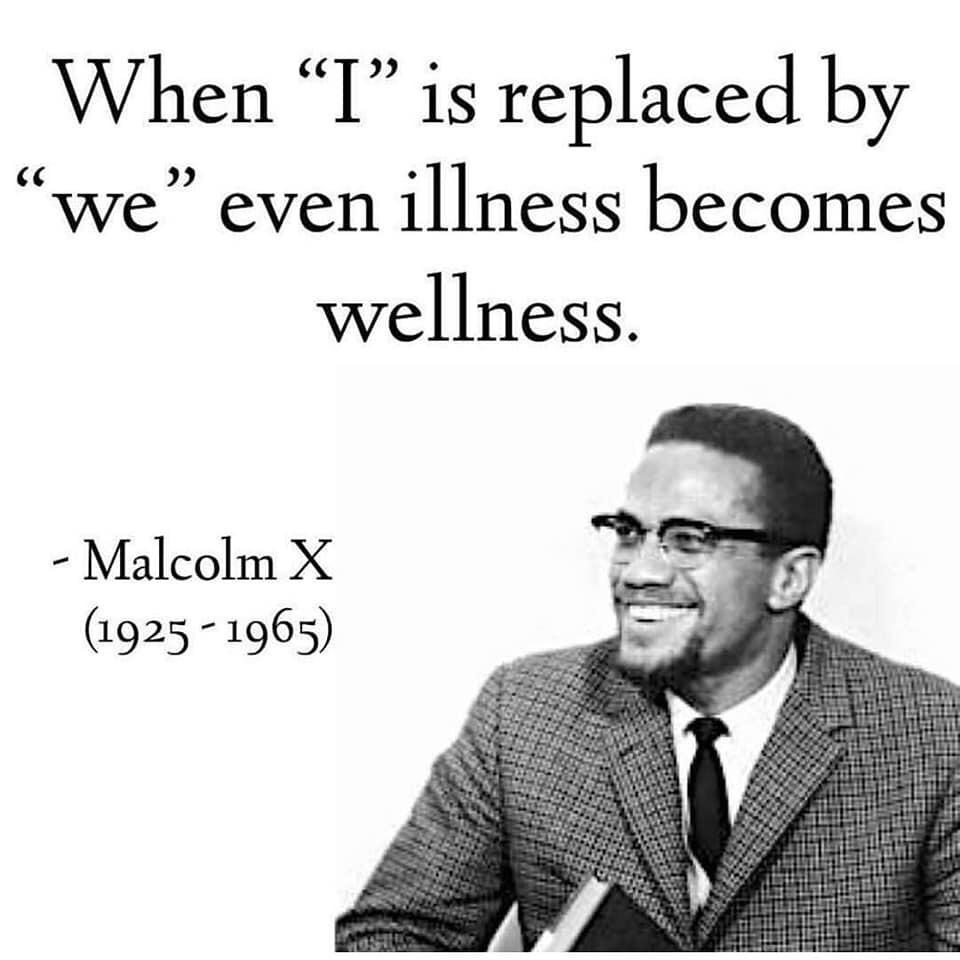 When “I” is replaced by
“we” even illness becomes
wellness.
- Malcolm X
(1925 - 1965)